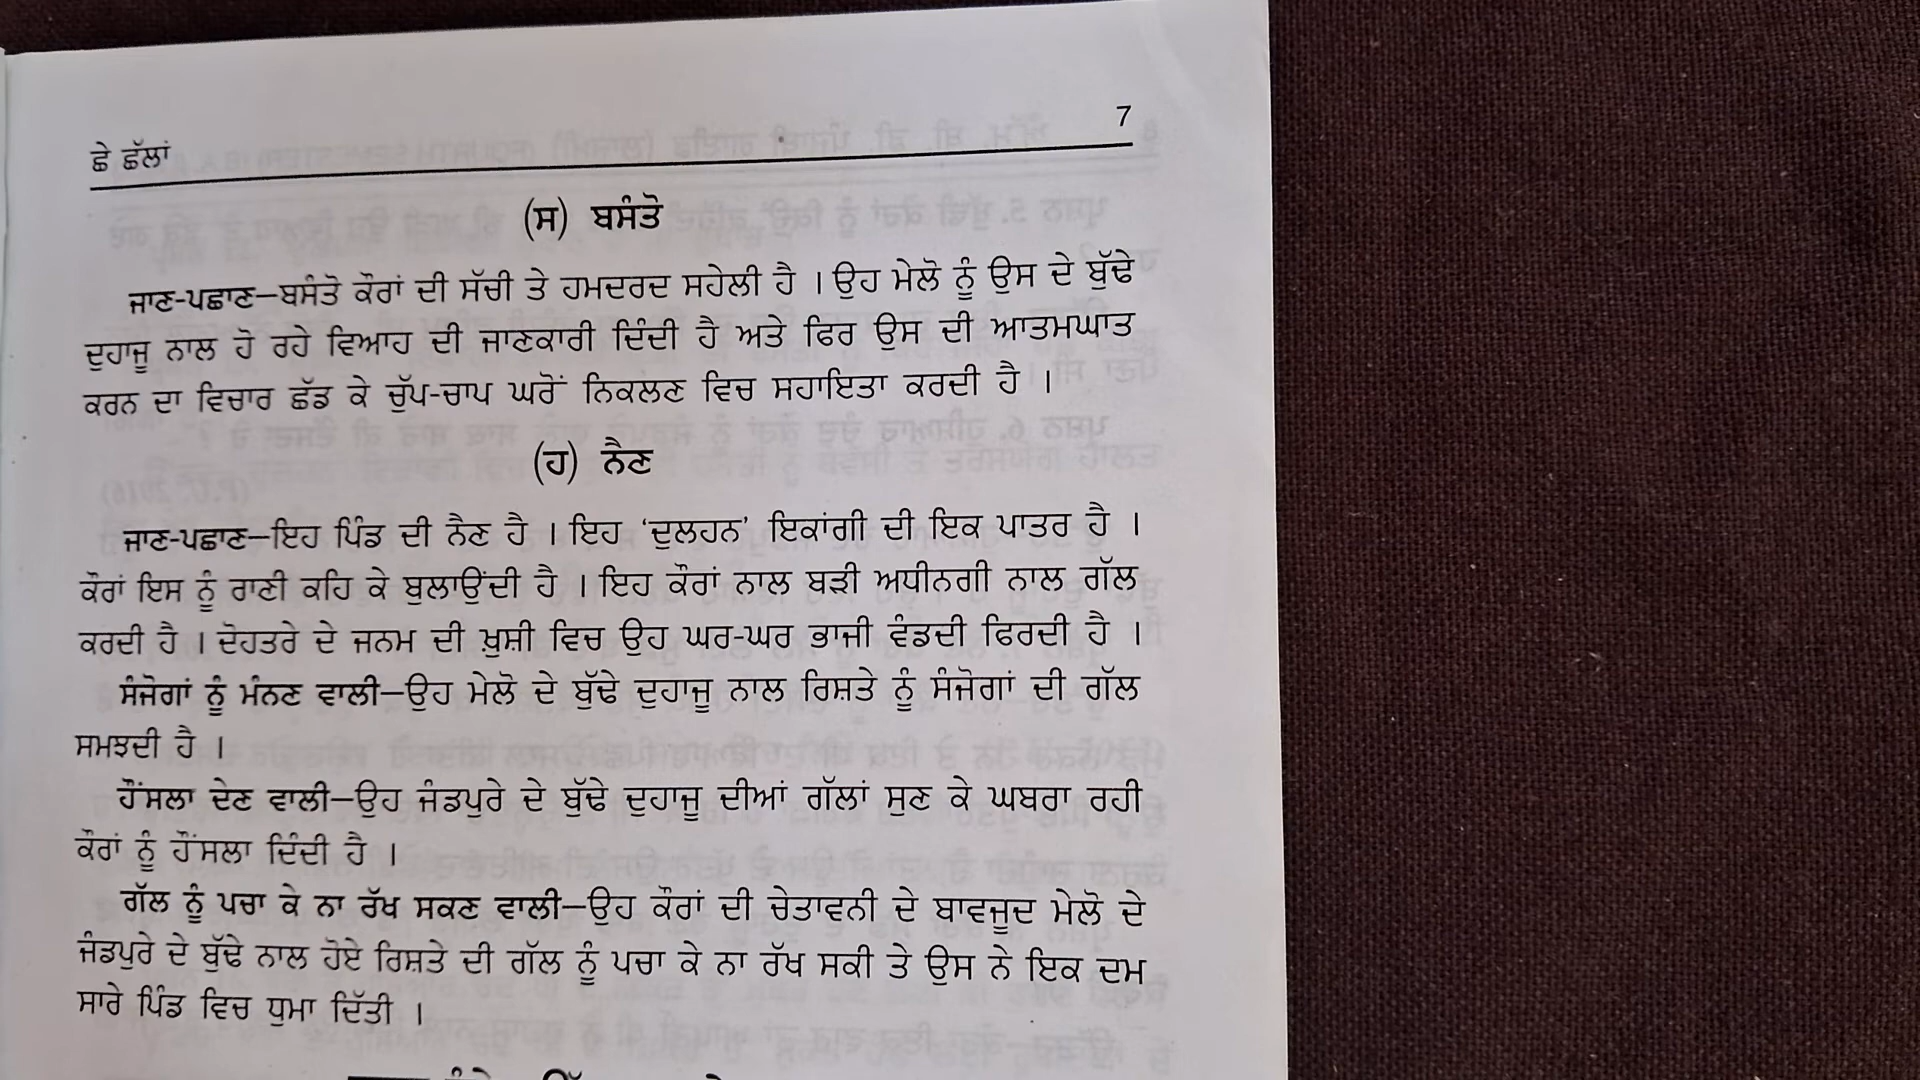 7
ਛੇ ਛੱਲਾਂ
(ਸ) ਬਸੰਤੋ
ਜਾਣ-ਪਛਾਣ—ਬਸੰਤੋ ਕੌਰਾਂ ਦੀ ਸੱਚੀ ਤੇ ਹਮਦਰਦ ਸਹੇਲੀ ਹੈ । ਉਹ ਮੇਲੋ ਨੂੰ ਉਸ ਦੇ ਬੁੱਢੇ
ਦੁਹਾਜੂ ਨਾਲ ਹੋ ਰਹੇ ਵਿਆਹ ਦੀ ਜਾਣਕਾਰੀ ਦਿੰਦੀ ਹੈ ਅਤੇ ਫਿਰ ਉਸ ਦੀ ਆਤਮਘਾਤ
ਕਰਨ ਦਾ ਵਿਚਾਰ ਛੱਡ ਕੇ ਚੁੱਪ-ਚਾਪ ਘਰੋਂ ਨਿਕਲਣ ਵਿਚ ਸਹਾਇਤਾ ਕਰਦੀ ਹੈ ।
(ਹ) ਨੈਣ
ਜਾਣ-ਪਛਾਣ—ਇਹ ਪਿੰਡ ਦੀ ਨੈਣ ਹੈ । ਇਹ ‘ਦੁਲਹਨ’ ਇਕਾਂਗੀ ਦੀ ਇਕ ਪਾਤਰ ਹੈ ।
ਕੌਰਾਂ ਇਸ ਨੂੰ ਰਾਣੀ ਕਹਿ ਕੇ ਬੁਲਾਉਂਦੀ ਹੈ । ਇਹ ਕੌਰਾਂ ਨਾਲ ਬੜੀ ਅਧੀਨਗੀ ਨਾਲ ਗੱਲ
ਕਰਦੀ ਹੈ । ਦੋਹਤਰੇ ਦੇ ਜਨਮ ਦੀ ਖ਼ੁਸ਼ੀ ਵਿਚ ਉਹ ਘਰ-ਘਰ ਭਾਜੀ ਵੰਡਦੀ ਫਿਰਦੀ ਹੈ ।
ਸੰਜੋਗਾਂ ਨੂੰ ਮੰਨਣ ਵਾਲੀ—ਉਹ ਮੇਲੋ ਦੇ ਬੁੱਢੇ ਦੁਹਾਜੂ ਨਾਲ ਰਿਸ਼ਤੇ ਨੂੰ ਸੰਜੋਗਾਂ ਦੀ ਗੱਲ
ਸਮਝਦੀ ਹੈ ।
ਹੌਂਸਲਾ ਦੇਣ ਵਾਲੀ—ਉਹ ਜੰਡਪੁਰੇ ਦੇ ਬੁੱਢੇ ਦੁਹਾਜੂ ਦੀਆਂ ਗੱਲਾਂ ਸੁਣ ਕੇ ਘਬਰਾ ਰਹੀ
ਕੌਰਾਂ ਨੂੰ ਹੌਂਸਲਾ ਦਿੰਦੀ ਹੈ ।
ਗੱਲ ਨੂੰ ਪਚਾ ਕੇ ਨਾ ਰੱਖ ਸਕਣ ਵਾਲੀ—ਉਹ ਕੌਰਾਂ ਦੀ ਚੇਤਾਵਨੀ ਦੇ ਬਾਵਜੂਦ ਮੇਲੋ ਦੇ
ਜੰਡਪੁਰੇ ਦੇ ਬੁੱਢੇ ਨਾਲ ਹੋਏ ਰਿਸ਼ਤੇ ਦੀ ਗੱਲ ਨੂੰ ਪਚਾ ਕੇ ਨਾ ਰੱਖ ਸਕੀ ਤੇ ਉਸ ਨੇ ਇਕ ਦਮ
ਸਾਰੇ ਪਿੰਡ ਵਿਚ ਧੁਮਾ ਦਿੱਤੀ ।